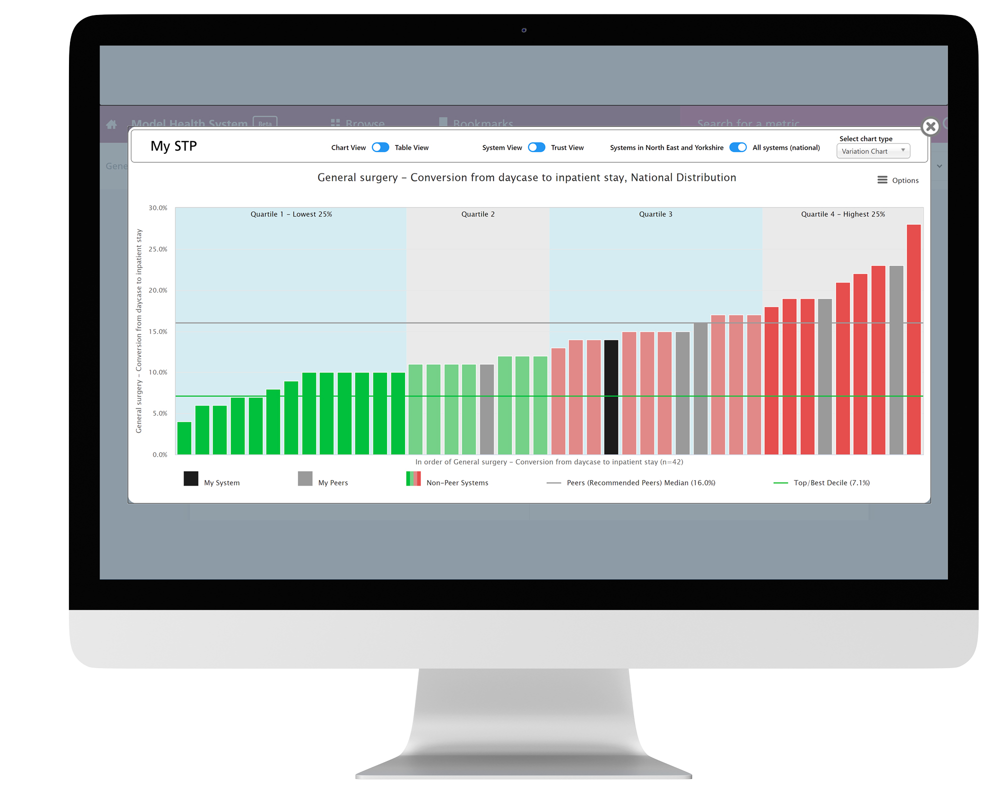 Model Health System Beta Browse Bookmarks Search for a metric
My STP
Chart View Table View
System View Trust View
Systems in North East and Yorkshire All systems (national)
Select chart type
Variation Chart
Gene
General surgery – Conversion from daycase to inpatient stay, National Distribution
Options
Quartile 1 – Lowest 25%
Quartile 2
Quartile 3
Quartile 4 – Highest 25%
General surgery – Conversion from daycase to inpatient stay
30.0%
25.0%
20.0%
15.0%
10.0%
5.0%
0.0%
In order of General surgery – Conversion from daycase to inpatient stay (n=42)
My System
My Peers
Non-Peer Systems
Peers (Recommended Peers) Median (16.0%)
Top/Best Decile (7.1%)